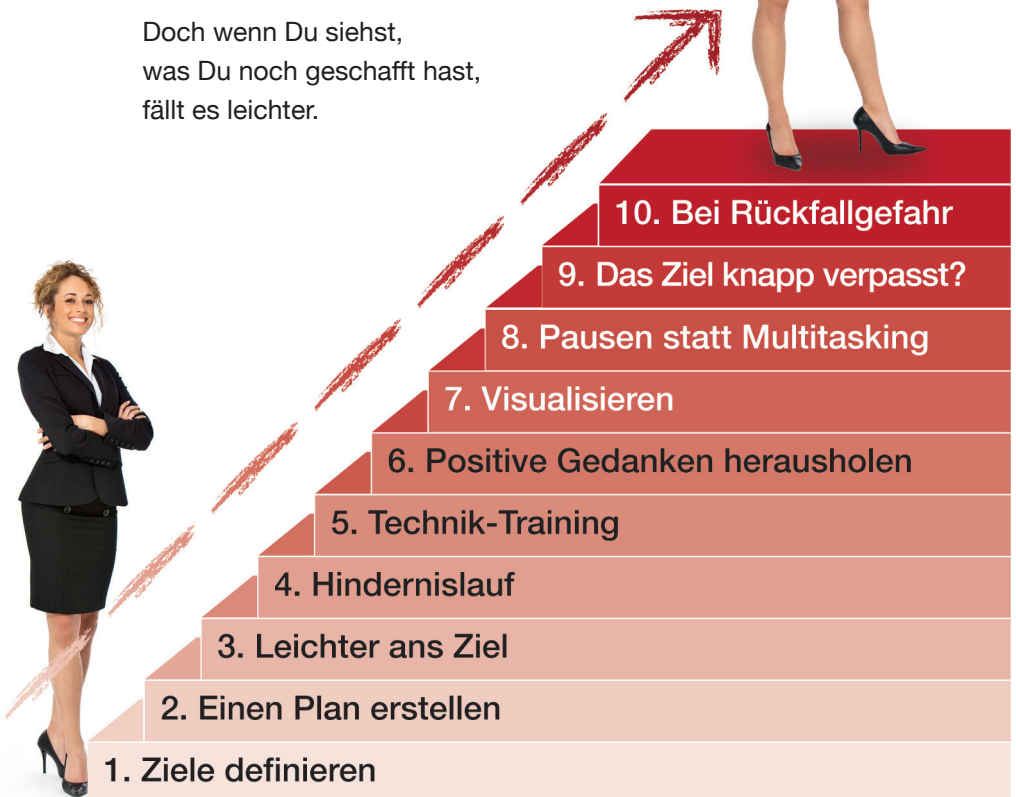 Doch wenn Du siehst,
was Du noch geschafft hast,
fällt es leichter.
10. Bei Rückfallgefahr
9. Das Ziel knapp verpasst?
8. Pausen statt Multitasking
7. Visualisieren
6. Positive Gedanken herausholen
5. Technik-Training
4. Hindernislauf
3. Leichter ans Ziel
2. Einen Plan erstellen
1. Ziele definieren